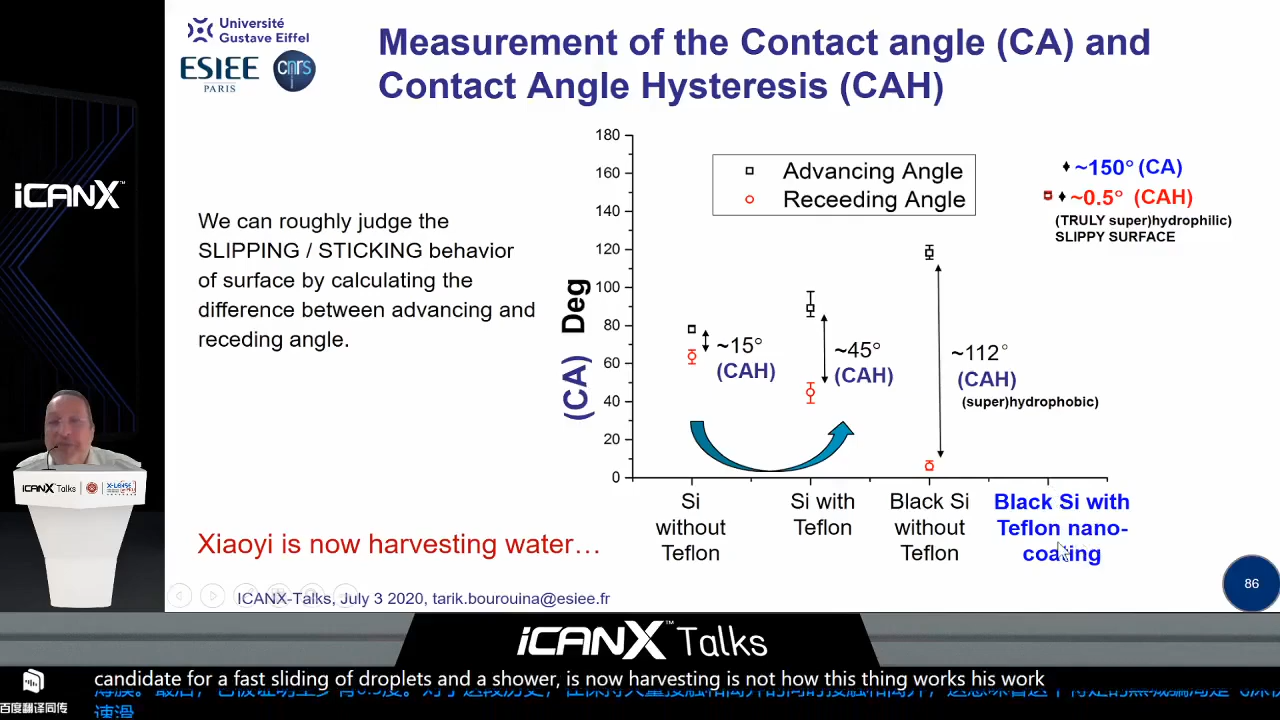 Université
Gustave Eiffel
ESIEE
PARIS
cnrs
Measurement of the Contact angle (CA) and
Contact Angle Hysteresis (CAH)
iCANX™
We can roughly judge the
SLIPPING / STICKING behavior
of surface by calculating the
difference between advancing and
receding angle.
(CA) Deg
180
160
140
120
100
80
60
40
20
0
Advancing Angle
Receeding Angle
~150° (CA)
~0.5° (CAH)
(TRULY super)hydrophilic)
SLIPPY SURFACE
~15°
(CAH)
~45°
(CAH)
~112°
(CAH)
(super)hydrophobic)
Si
without
Teflon
Si with
Teflon
Black Si
without
Teflon
Black Si with
Teflon nano-
coating
Xiaoyi is now harvesting water…
ICANX-Talks, July 3 2020, tarik.bourouina@esiee.fr
86
iCANX Talks
iCANX™ Talks
candidate for a fast sliding of droplets and a shower, is now harvesting is not how this thing works his work
速滑
百度翻译同传